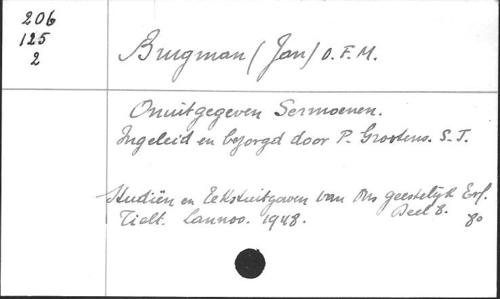 206
125
2
Brugman (Jan) O.F.M.
Onuitgegeven Sermoenen.
Ingeleid en bezorgd door P. Grootens. S.J.
Studiën en Tekstuitgaven van Ons geestelijk Erf.
Deel 8.
Tielt. Lannoo. 1948. 8o